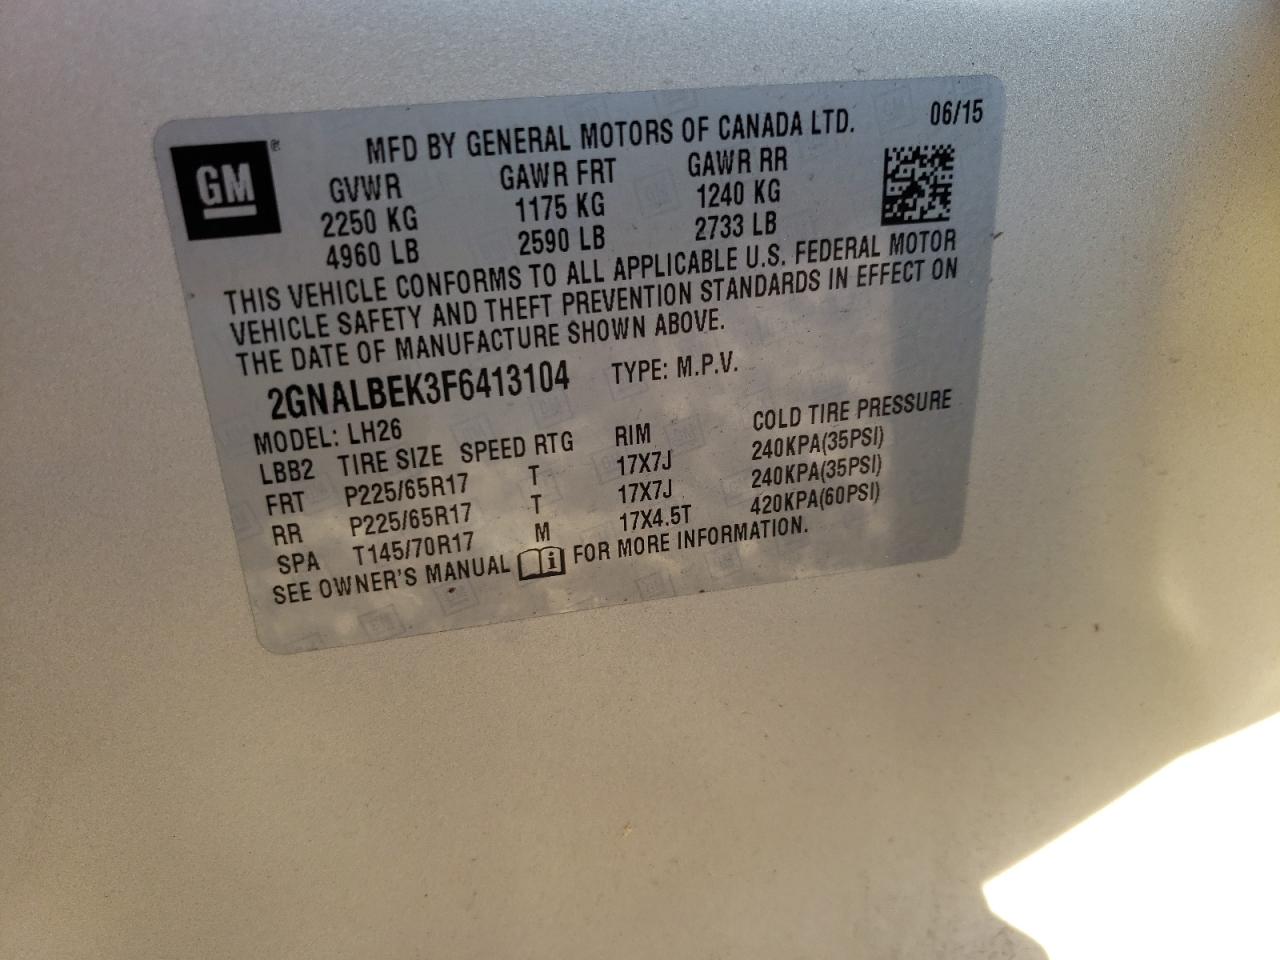 GM®
MFD BY GENERAL MOTORS OF CANADA LTD. 06/15
GVWR GAWR FRT GAWR RR
2250 KG 1175 KG 1240 KG
4960 LB 2590 LB 2733 LB
THIS VEHICLE CONFORMS TO ALL APPLICABLE U.S. FEDERAL MOTOR
VEHICLE SAFETY AND THEFT PREVENTION STANDARDS IN EFFECT ON
THE DATE OF MANUFACTURE SHOWN ABOVE.
2GNALBEK3F6413104 TYPE: M.P.V.
MODEL: LH26
LBB2 TIRE SIZE SPEED RTG RIM COLD TIRE PRESSURE
FRT P225/65R17 T 17X7J 240KPA(35PSI)
RR P225/65R17 T 17X7J 240KPA(35PSI)
SPA T145/70R17 M 17X4.5T 420KPA(60PSI)
SEE OWNER'S MANUAL i FOR MORE INFORMATION.